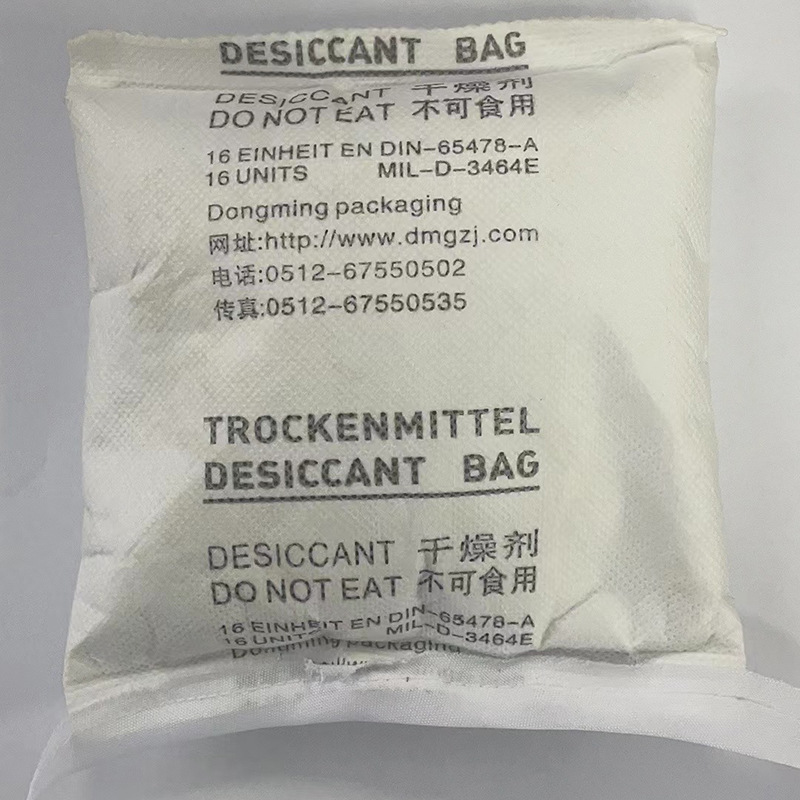 DESICCANT BAG
DESICCANT 干燥剂
DO NOT EAT 不可食用
16 EINHEIT EN DIN-65478-A
16 UNITS MIL-D-3464E
Dongming packaging
网址:http://www.dmgzj.com
电话:0512-67550502
传真:0512-67550535
TROCKENMITTEL
DESICCANT BAG
DESICCANT 干燥剂
DO NOT EAT 不可食用
16 EINHEIT EN DIN-65478-A
16 UNITS MIL-D-3464E
Dongming packaging